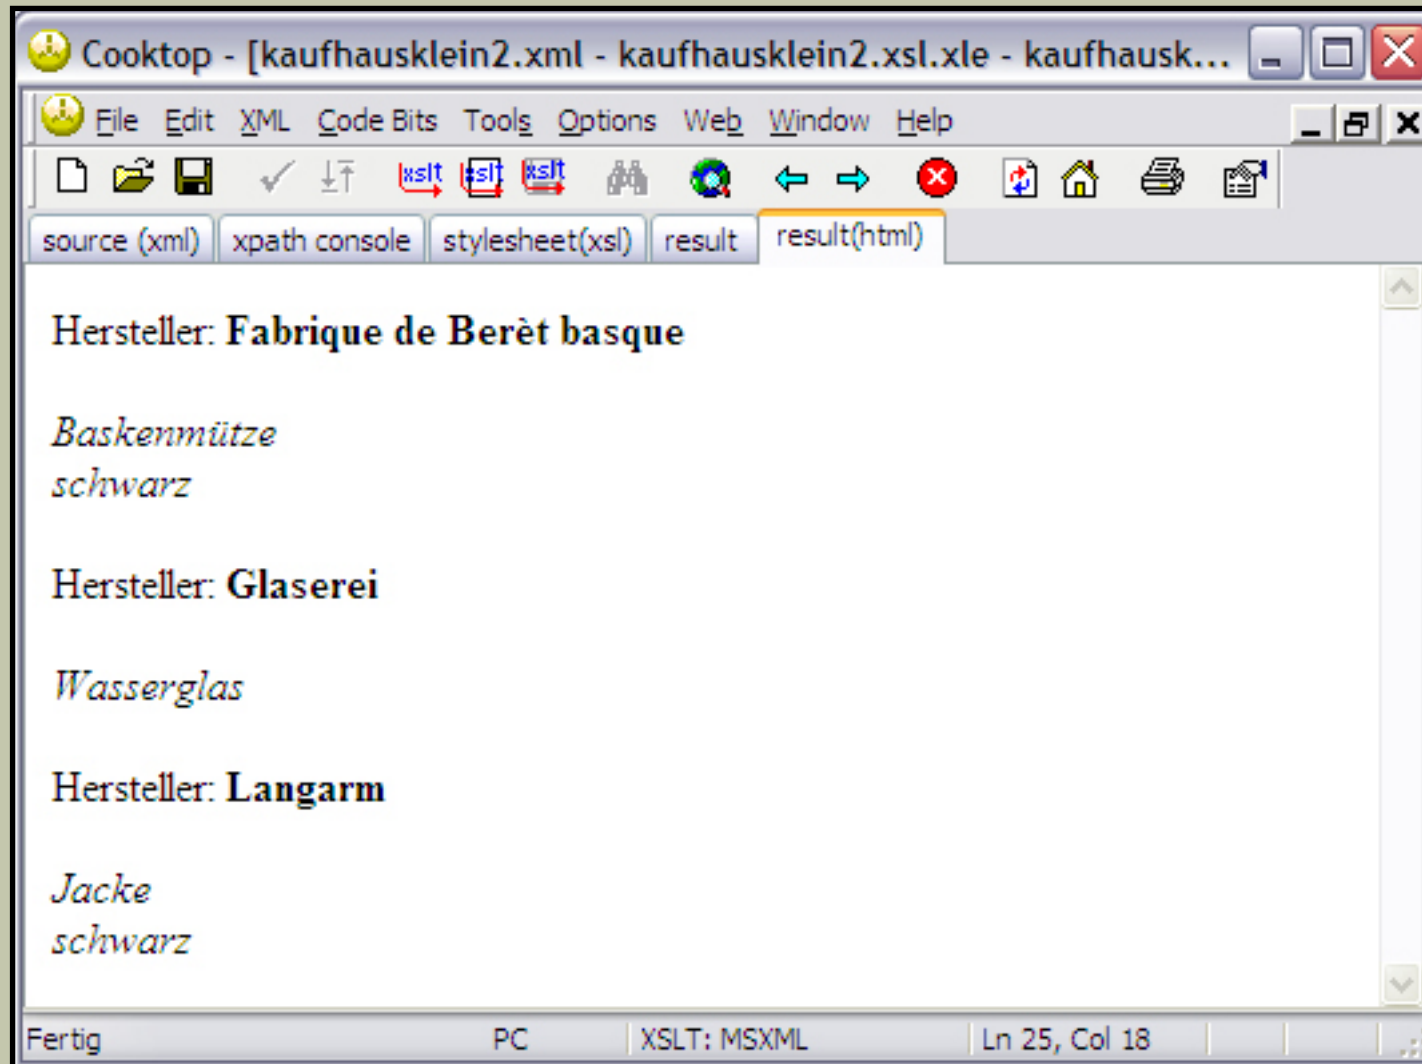 Cooktop - [kaufhausklein2.xml - kaufhausklein2.xsl.xle - kaufhausk...
File Edit XML Code Bits Tools Options Web Window Help
xslt xslt xslt
source (xml) xpath console stylesheet(xsl) result result(html)
Hersteller: Fabrique de Berèt basque
Baskenmütze
schwarz
Hersteller: Glaserei
Wasserglas
Hersteller: Langarm
Jacke
schwarz
Fertig PC XSLT: MSXML Ln 25, Col 18